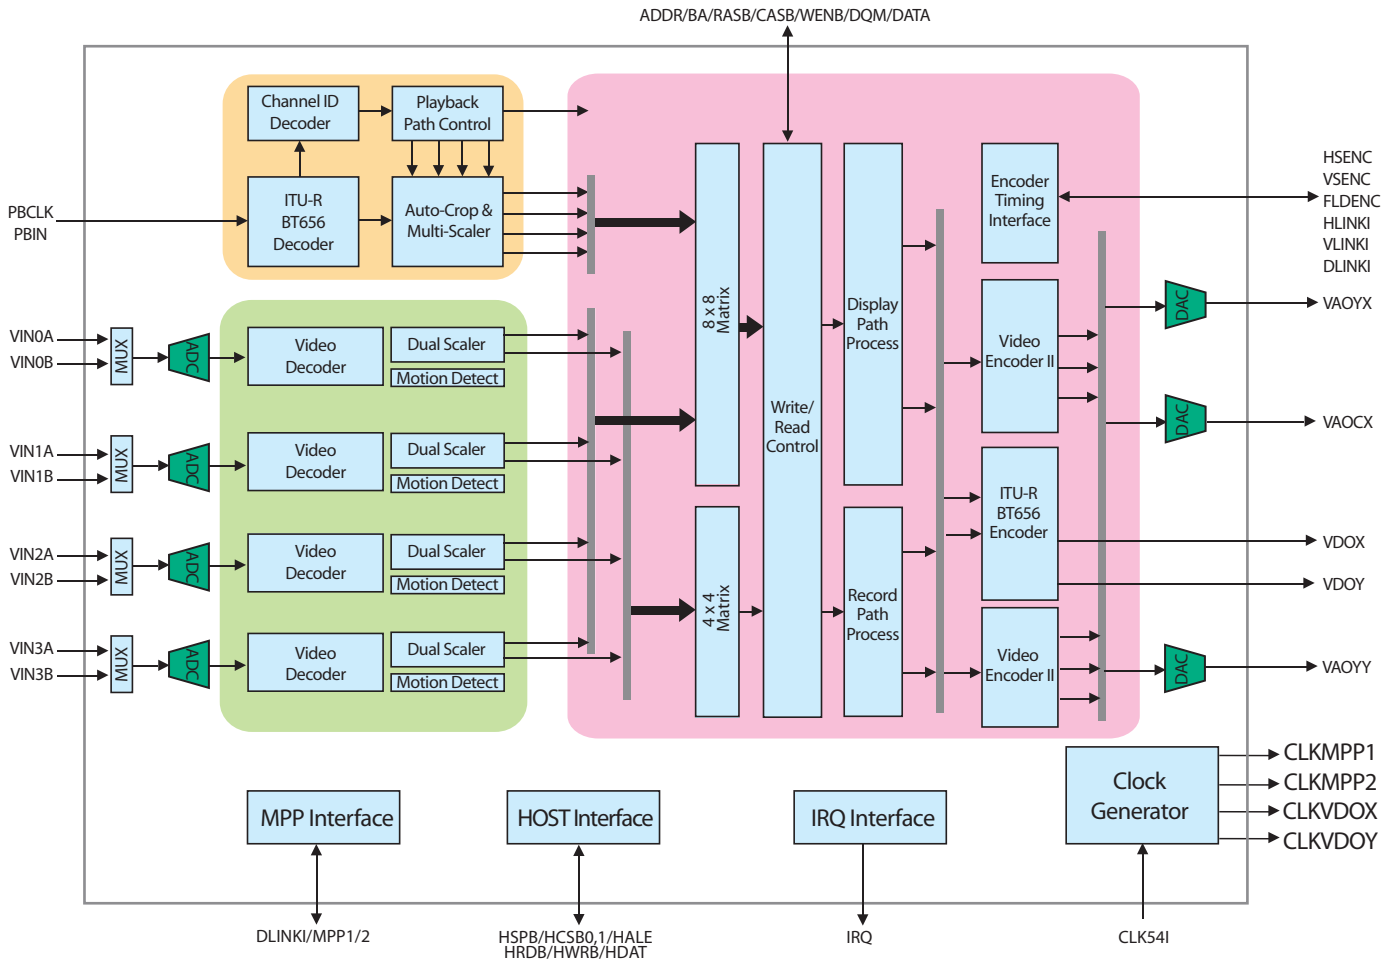 ADDR/BA/RASB/CASB/WENB/DQM/DATA
Channel ID
Decoder
Playback
Path Control
ITU-R
BT656
Decoder
Auto-Crop &
Multi-Scaler
PBCLK
PBIN
VIN0A
VIN0B
MUX
ADC
Video
Decoder
Dual Scaler
Motion Detect
VIN1A
VIN1B
MUX
ADC
Video
Decoder
Dual Scaler
Motion Detect
VIN2A
VIN2B
MUX
ADC
Video
Decoder
Dual Scaler
Motion Detect
VIN3A
VIN3B
MUX
ADC
Video
Decoder
Dual Scaler
Motion Detect
8 x 8
Matrix
4 x 4
Matrix
Write/
Read
Control
Display
Path
Process
Record
Path
Process
Encoder
Timing
Interface
Video
Encoder II
ITU-R
BT656
Encoder
Video
Encoder II
DAC
DAC
DAC
HSENC
VSENC
FLDENC
HLINKI
VLINKI
DLINKI
VAOYX
VAOCX
VDOX
VDOY
VAOYY
MPP Interface
HOST Interface
IRQ Interface
Clock
Generator
CLKMPP1
CLKMPP2
CLKVDOX
CLKVDOY
DLINKI/MPP1/2
HSPB/HCSB0,1/HALE
HRDB/HWRB/HDAT
IRQ
CLK54I